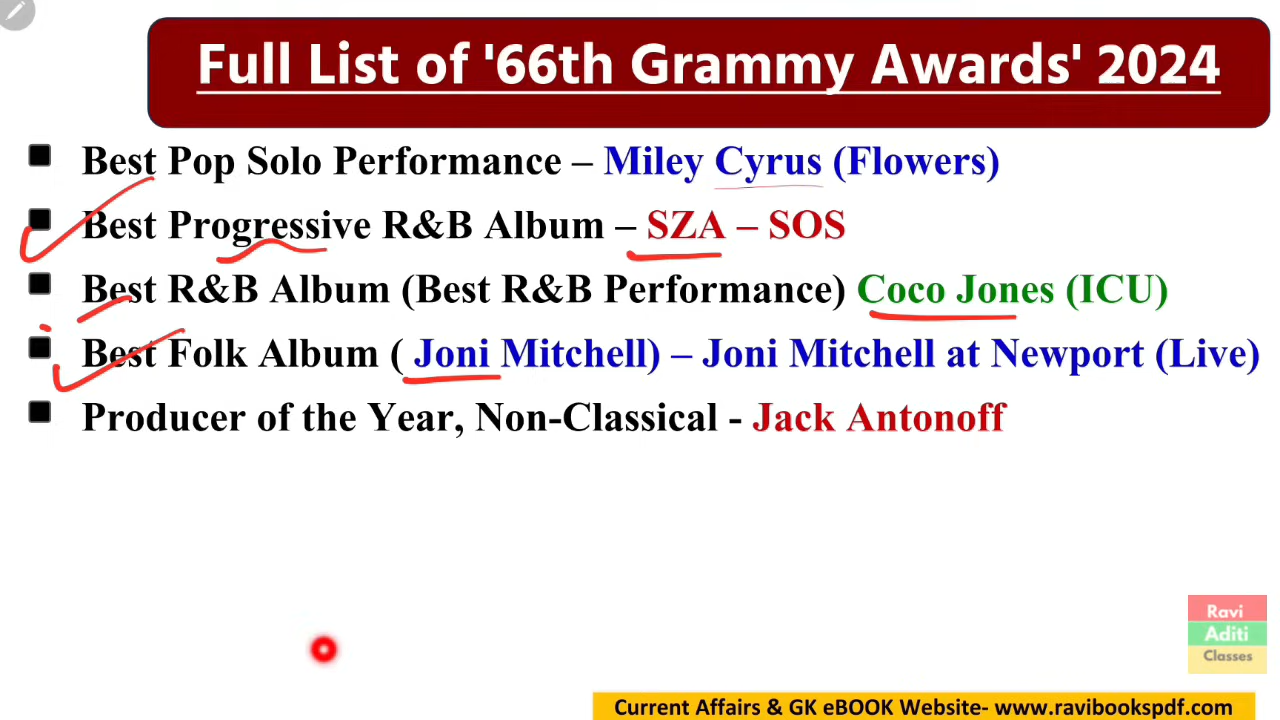 Full List of '66th Grammy Awards' 2024
Best Pop Solo Performance – Miley Cyrus (Flowers)
Best Progressive R&B Album – SZA – SOS
Best R&B Album (Best R&B Performance) Coco Jones (ICU)
Best Folk Album ( Joni Mitchell) – Joni Mitchell at Newport (Live)
Producer of the Year, Non-Classical - Jack Antonoff
Ravi
Aditi
Classes
Current Affairs & GK eBOOK Website- www.ravibookspdf.com